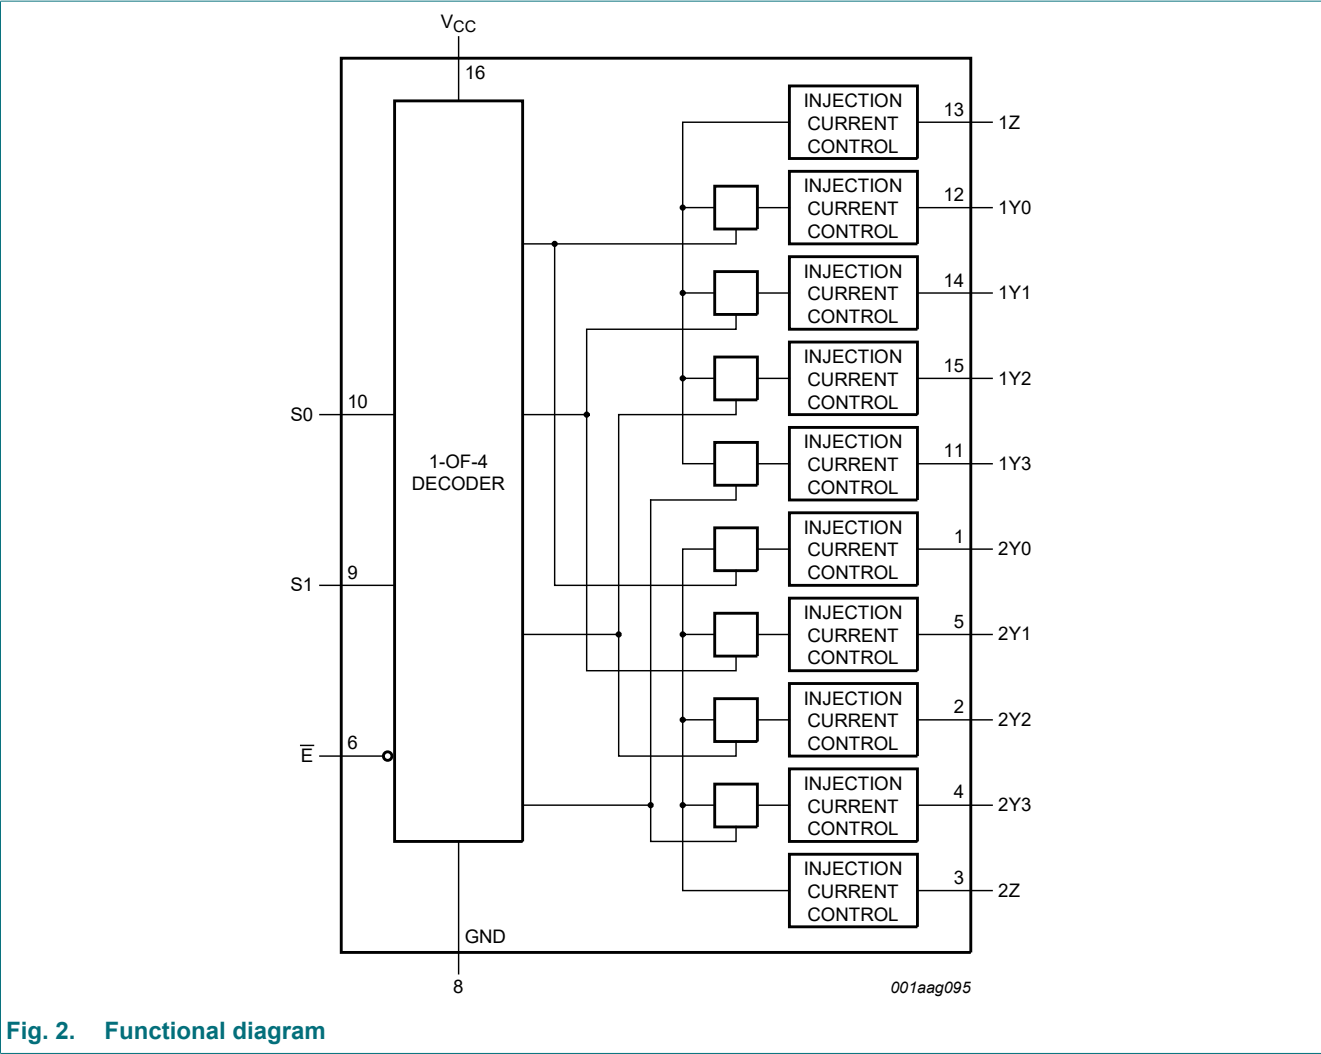 VCC
16
INJECTION
CURRENT
CONTROL
13
1Z
INJECTION
CURRENT
CONTROL
12
1Y0
INJECTION
CURRENT
CONTROL
14
1Y1
INJECTION
CURRENT
CONTROL
15
1Y2
S0
10
1-OF-4
DECODER
INJECTION
CURRENT
CONTROL
11
1Y3
INJECTION
CURRENT
CONTROL
1
2Y0
S1
9
INJECTION
CURRENT
CONTROL
5
2Y1
INJECTION
CURRENT
CONTROL
2
2Y2
E̅
6
INJECTION
CURRENT
CONTROL
4
2Y3
INJECTION
CURRENT
CONTROL
3
2Z
GND
8
001aag095
Fig. 2. Functional diagram